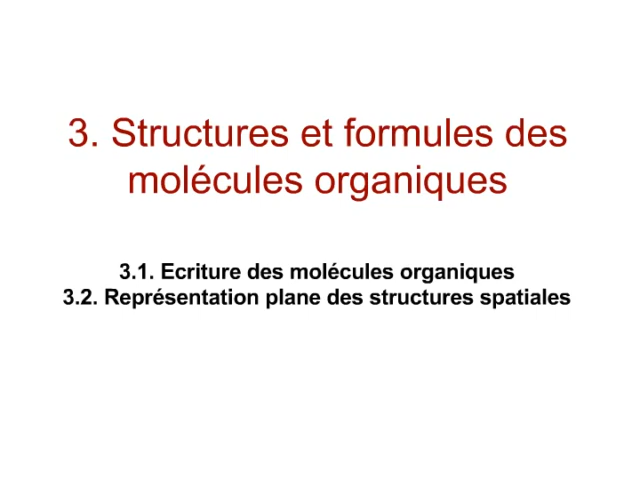 3. Structures et formules des
molécules organiques
3.1. Ecriture des molécules organiques
3.2. Représentation plane des structures spatiales